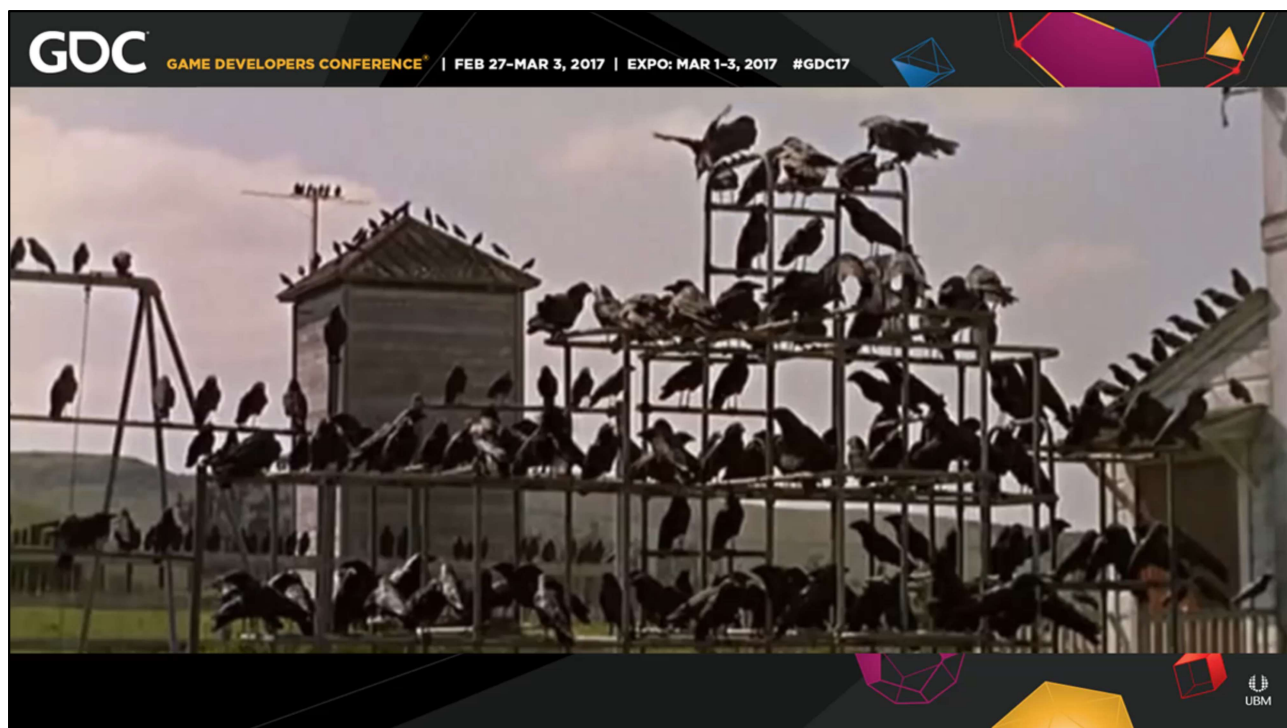 GDC GAME DEVELOPERS CONFERENCE® | FEB 27–MAR 3, 2017 | EXPO: MAR 1–3, 2017 #GDC17
UBM